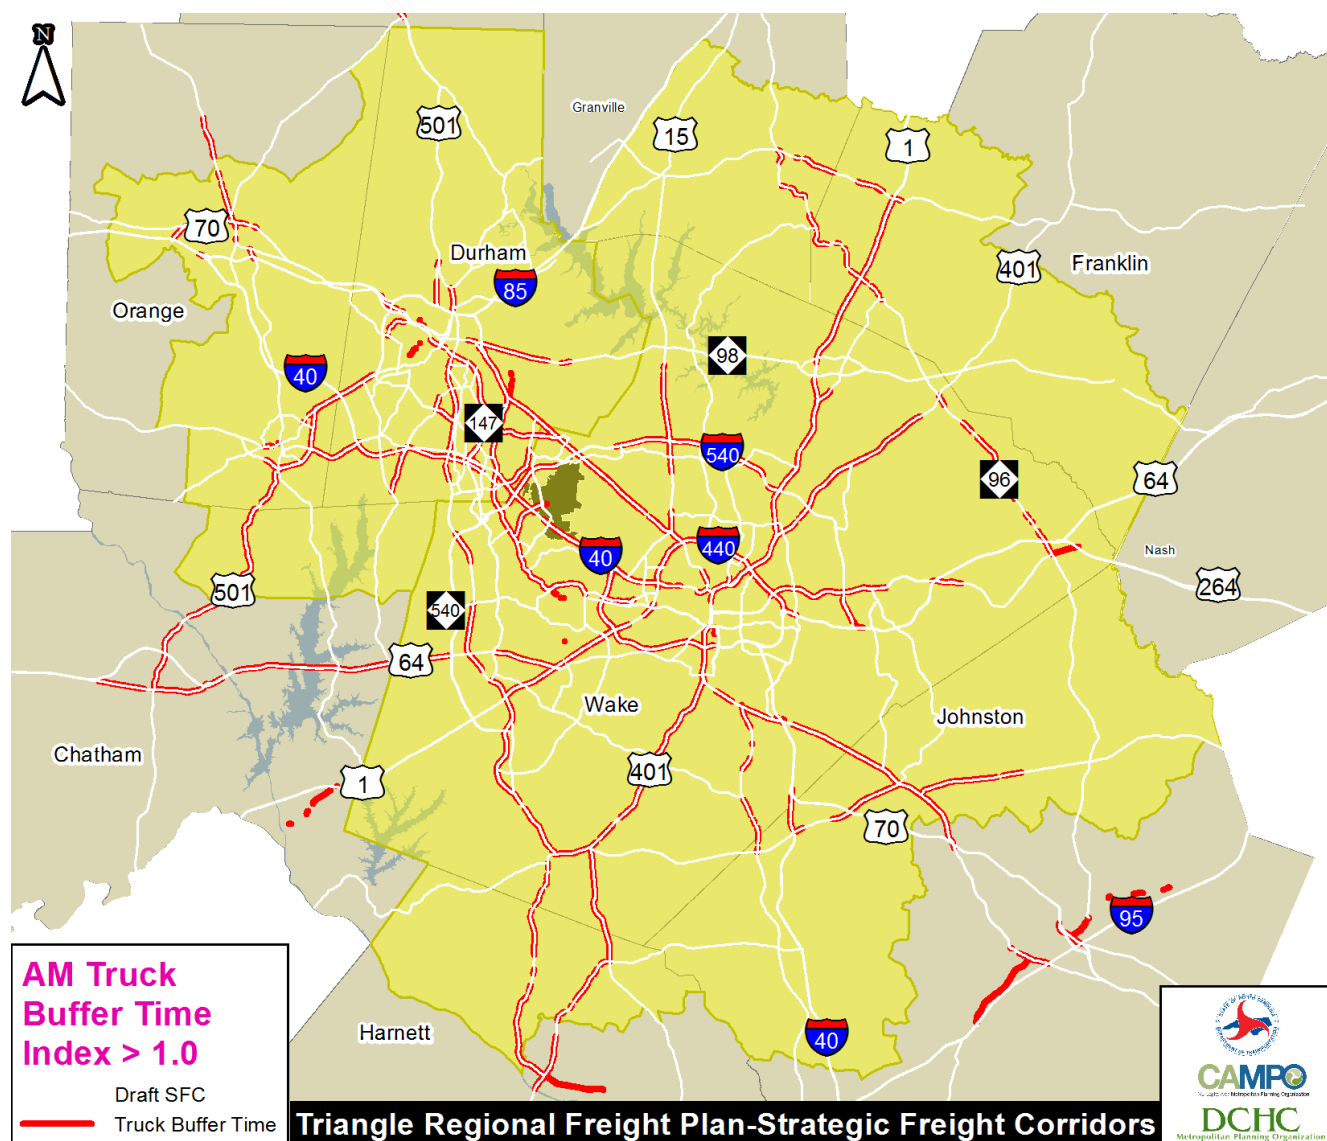 N
Granville
501
15
1
70
Durham
401
Franklin
85
Orange
98
40
147
540
96
64
Nash
40
440
501
540
264
64
Wake
Johnston
Chatham
401
1
70
95
Harnett
40
AM Truck
Buffer Time
Index > 1.0
Draft SFC
Truck Buffer Time
Triangle Regional Freight Plan-Strategic Freight Corridors
CAMPO
DCHC
Metropolitan Planning Organization